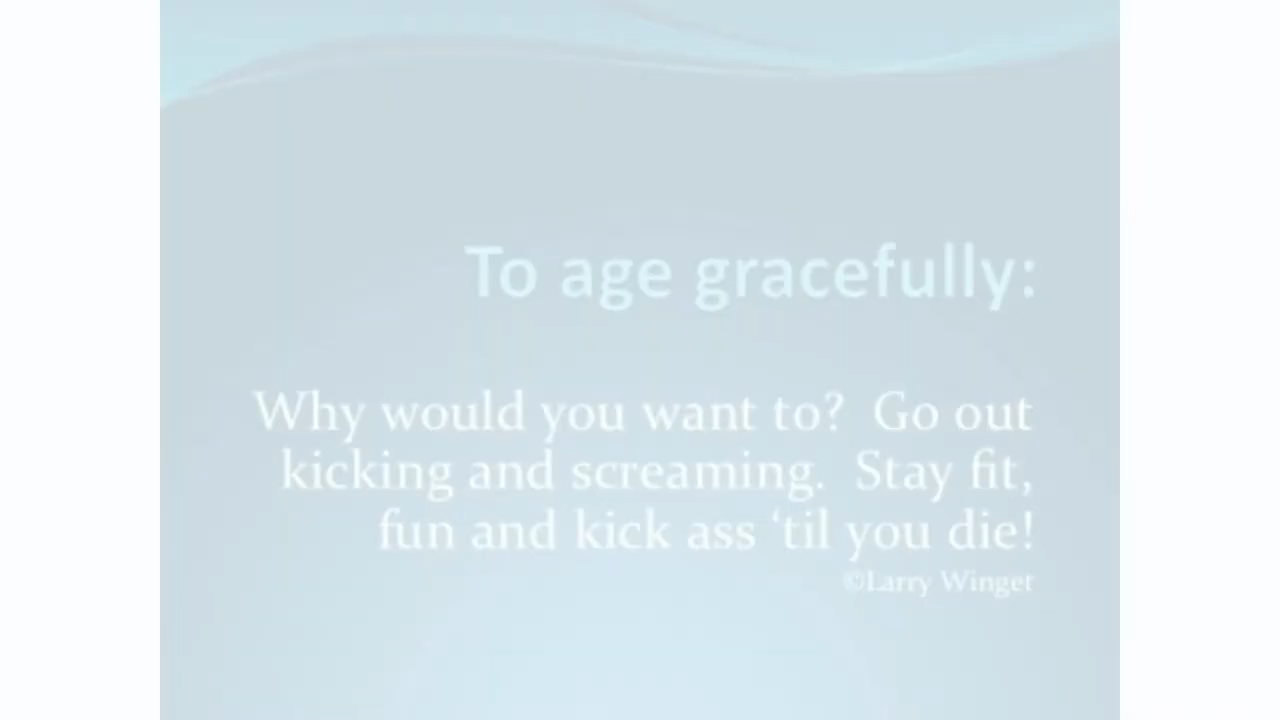 To age gracefully:
Why would you want to?  Go out
kicking and screaming.  Stay fit,
fun and kick ass ‘til you die!
©Larry Winget